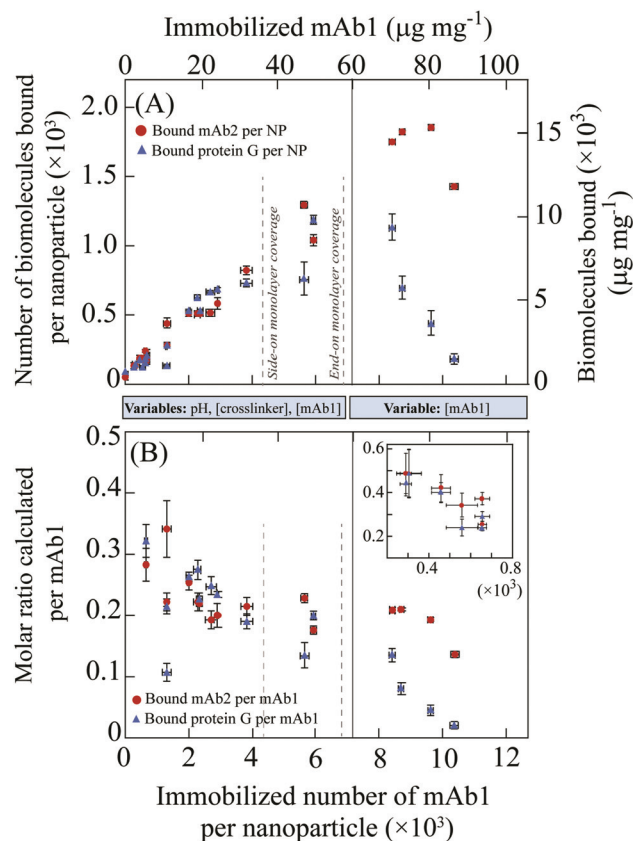 Immobilized mAb1 (μg mg⁻¹)
0 20 40 60 80 100
(A)
Bound mAb2 per NP
Bound protein G per NP
Number of biomolecules bound
per nanoparticle (×10³)
2.0
1.5
1.0
0.5
0
Side-on monolayer coverage
End-on monolayer coverage
15
10
5
0
Biomolecules bound (×10³)
(μg mg⁻¹)
Variables: pH, [crosslinker], [mAb1]
Variable: [mAb1]
(B)
Molar ratio calculated
per mAb1
0.5
0.4
0.3
0.2
0.1
0
0.6
0.4
0.2
0.4 0.6 0.8
(×10³)
Bound mAb2 per mAb1
Bound protein G per mAb1
0 2 4 6 8 10 12
Immobilized number of mAb1
per nanoparticle (×10³)